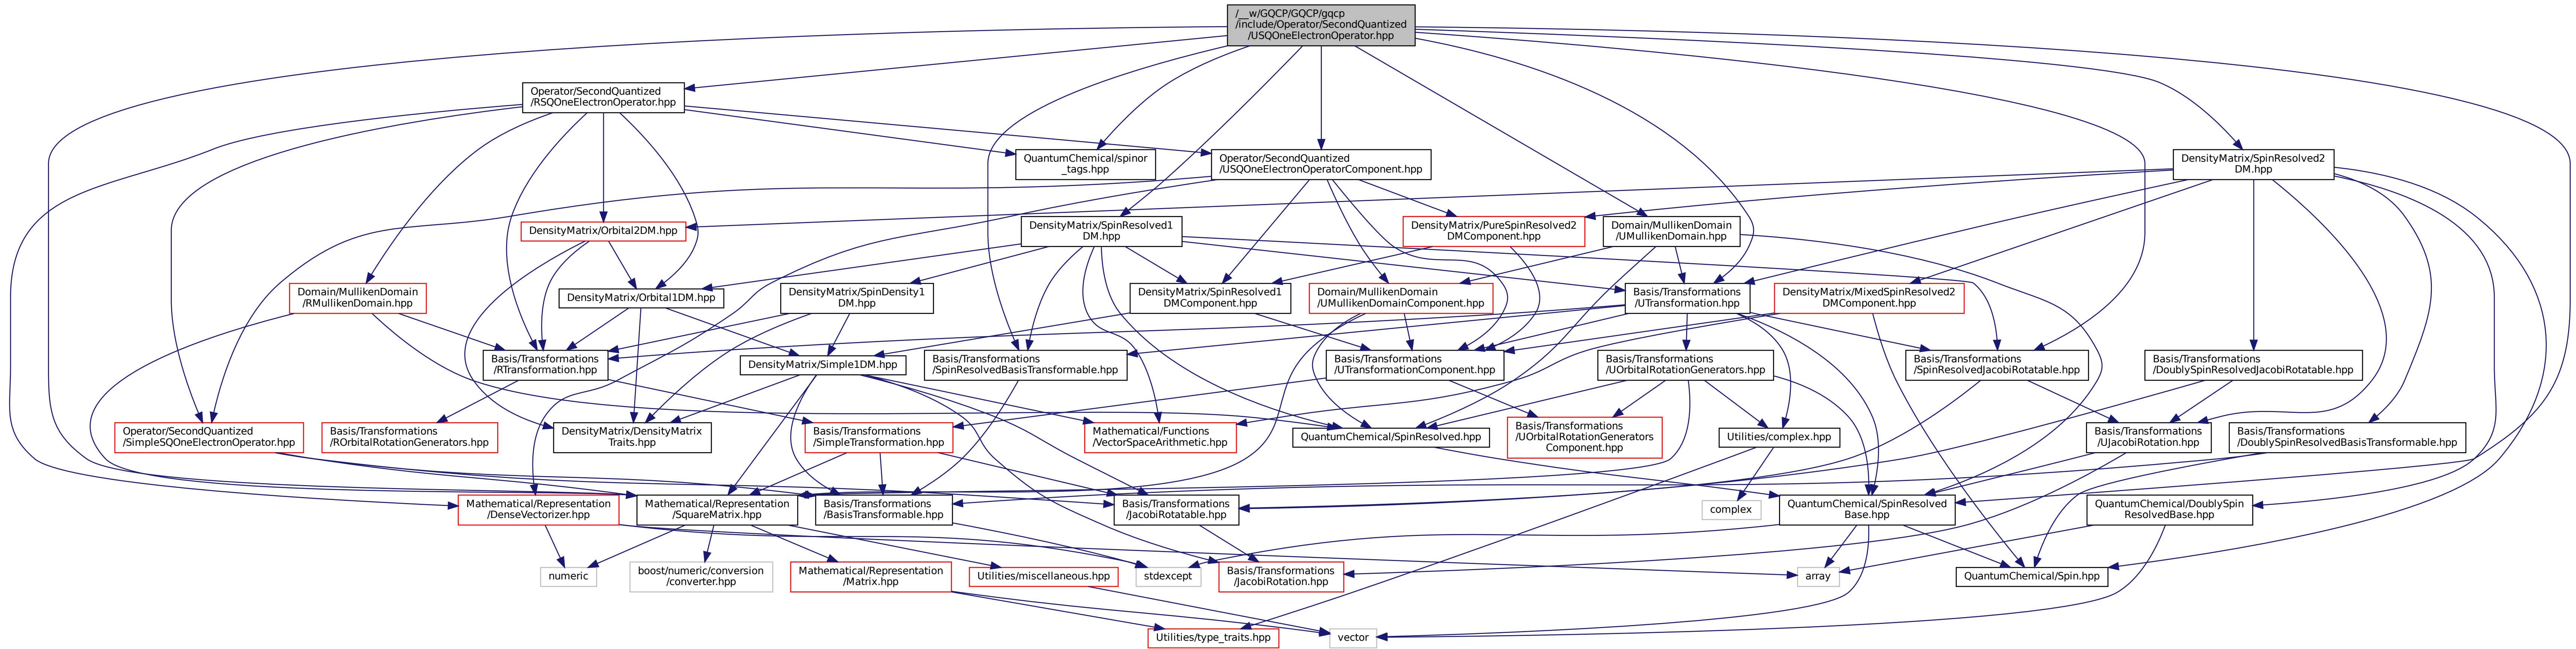 /__w/GQCP/GQCP/gqcp
/include/Operator/SecondQuantized
/USQOneElectronOperator.hpp
Operator/SecondQuantized
/RSQOneElectronOperator.hpp
QuantumChemical/spinor
_tags.hpp
Operator/SecondQuantized
/USQOneElectronOperatorComponent.hpp
DensityMatrix/SpinResolved2
DM.hpp
DensityMatrix/Orbital2DM.hpp
DensityMatrix/SpinResolved1
DM.hpp
DensityMatrix/PureSpinResolved2
DMComponent.hpp
Domain/MullikenDomain
/UMullikenDomain.hpp
Domain/MullikenDomain
/RMullikenDomain.hpp
DensityMatrix/Orbital1DM.hpp
DensityMatrix/SpinDensity1
DM.hpp
DensityMatrix/SpinResolved1
DMComponent.hpp
Domain/MullikenDomain
/UMullikenDomainComponent.hpp
Basis/Transformations
/UTransformation.hpp
DensityMatrix/MixedSpinResolved2
DMComponent.hpp
Basis/Transformations
/RTransformation.hpp
DensityMatrix/Simple1DM.hpp
Basis/Transformations
/SpinResolvedBasisTransformable.hpp
Basis/Transformations
/UTransformationComponent.hpp
Basis/Transformations
/UOrbitalRotationGenerators.hpp
Basis/Transformations
/SpinResolvedJacobiRotatable.hpp
Basis/Transformations
/DoublySpinResolvedJacobiRotatable.hpp
Operator/SecondQuantized
/SimpleSQOneElectronOperator.hpp
Basis/Transformations
/ROrbitalRotationGenerators.hpp
DensityMatrix/DensityMatrix
Traits.hpp
Basis/Transformations
/SimpleTransformation.hpp
Mathematical/Functions
/VectorSpaceArithmetic.hpp
QuantumChemical/SpinResolved.hpp
Basis/Transformations
/UOrbitalRotationGenerators
Component.hpp
Utilities/complex.hpp
Basis/Transformations
/UJacobiRotation.hpp
Basis/Transformations
/DoublySpinResolvedBasisTransformable.hpp
Mathematical/Representation
/DenseVectorizer.hpp
Mathematical/Representation
/SquareMatrix.hpp
Basis/Transformations
/BasisTransformable.hpp
Basis/Transformations
/JacobiRotatable.hpp
complex
QuantumChemical/SpinResolved
Base.hpp
QuantumChemical/DoublySpin
ResolvedBase.hpp
numeric
boost/numeric/conversion
/converter.hpp
Mathematical/Representation
/Matrix.hpp
Utilities/miscellaneous.hpp
stdexcept
Basis/Transformations
/JacobiRotation.hpp
array
QuantumChemical/Spin.hpp
Utilities/type_traits.hpp
vector